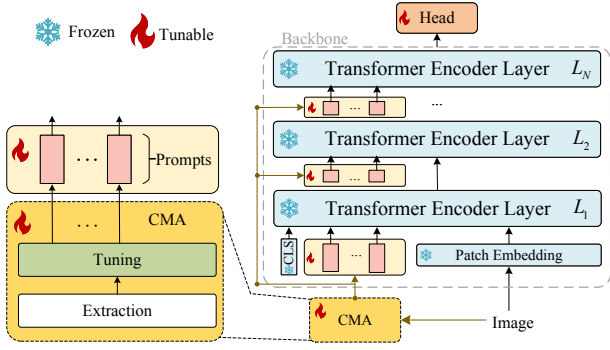 Frozen
Tunable
Head
Backbone
Transformer Encoder Layer L_N
... ...
Transformer Encoder Layer L_2
...
Transformer Encoder Layer L_1
... Prompts
... CMA
Tuning
Extraction
CLS
...
Patch Embedding
CMA
Image